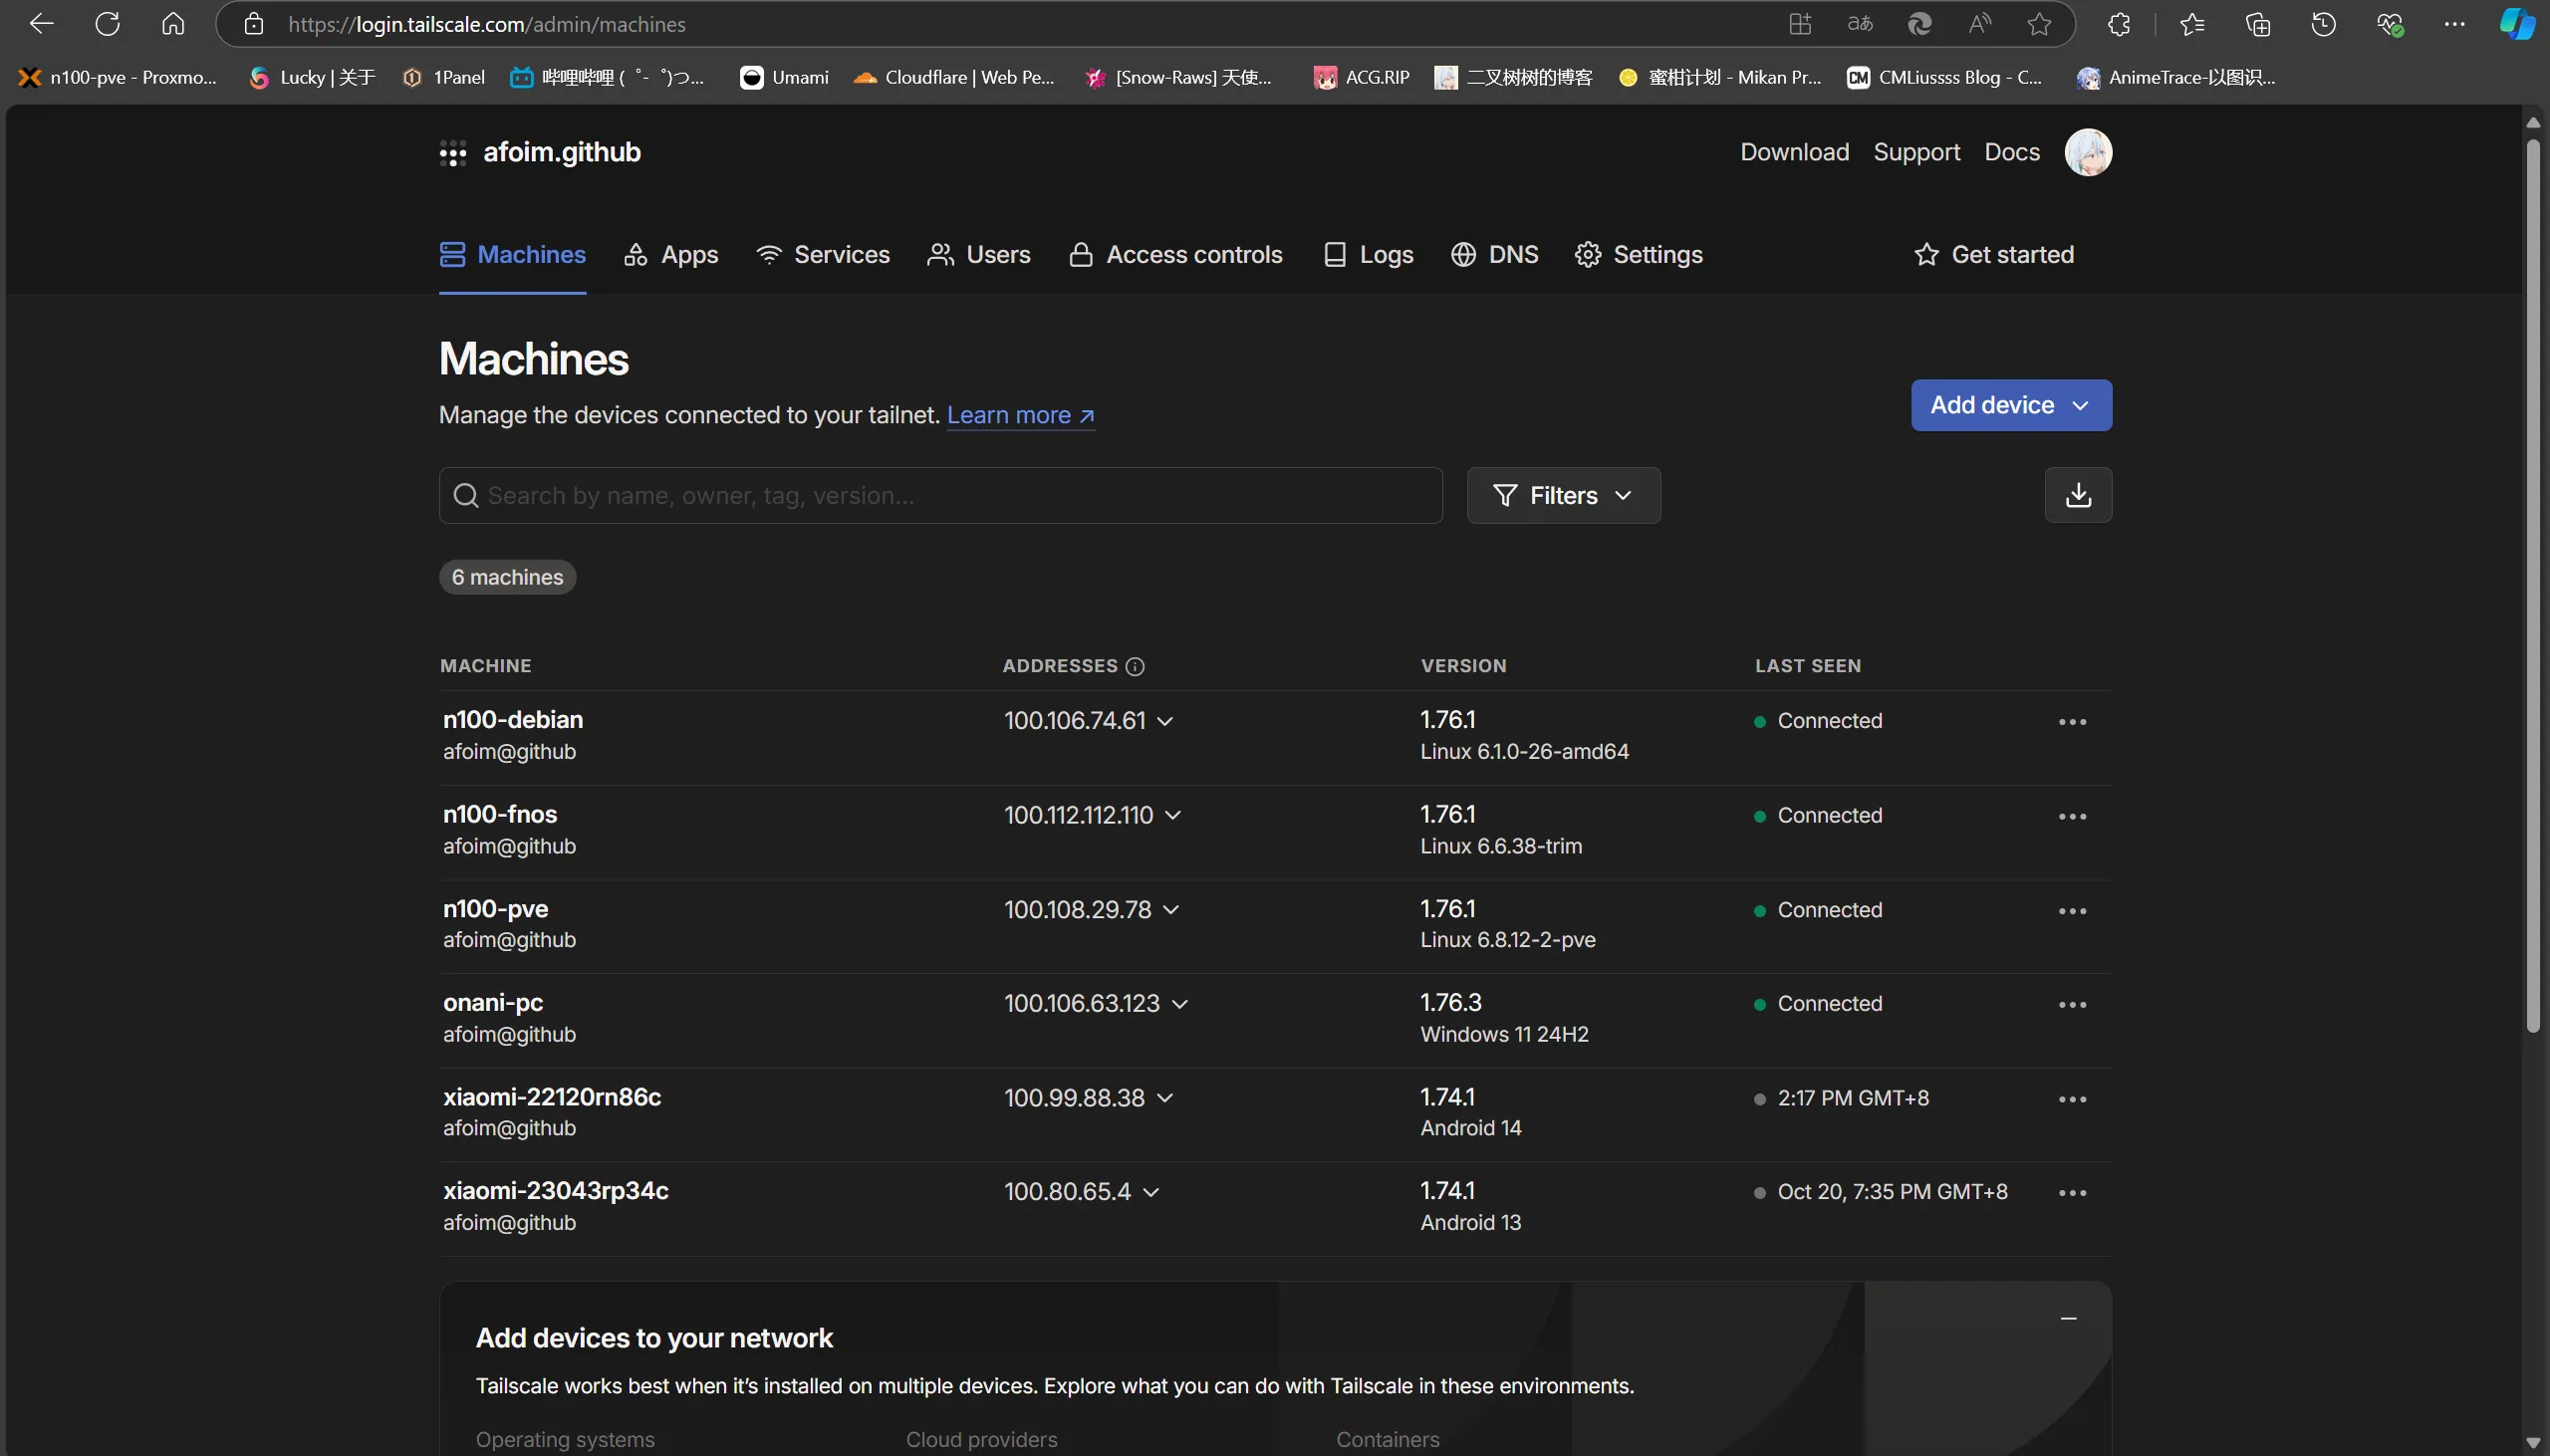 https://login.tailscale.com/admin/machines
n100-pve - Proxmo...
Lucky | 关于
1Panel
哔哩哔哩 (゜-゜)つ...
Umami
Cloudflare | Web Pe...
[Snow-Raws] 天使...
ACG.RIP
二叉树树的博客
蜜柑计划 - Mikan Pr...
CMLiussss Blog - C...
AnimeTrace-以图识...
afoim.github
Download
Support
Docs
Machines
Apps
Services
Users
Access controls
Logs
DNS
Settings
Get started
Machines
Manage the devices connected to your tailnet. Learn more ↗
Add device
Search by name, owner, tag, version...
Filters
6 machines
MACHINE ADDRESSES VERSION LAST SEEN
n100-debian 100.106.74.61 1.76.1 Connected
afoim@github Linux 6.1.0-26-amd64
n100-fnos 100.112.112.110 1.76.1 Connected
afoim@github Linux 6.6.38-trim
n100-pve 100.108.29.78 1.76.1 Connected
afoim@github Linux 6.8.12-2-pve
onani-pc 100.106.63.123 1.76.3 Connected
afoim@github Windows 11 24H2
xiaomi-22120rn86c 100.99.88.38 1.74.1 2:17 PM GMT+8
afoim@github Android 14
xiaomi-23043rp34c 100.80.65.4 1.74.1 Oct 20, 7:35 PM GMT+8
afoim@github Android 13
Add devices to your network
Tailscale works best when it's installed on multiple devices. Explore what you can do with Tailscale in these environments.
Operating systems Cloud providers Containers